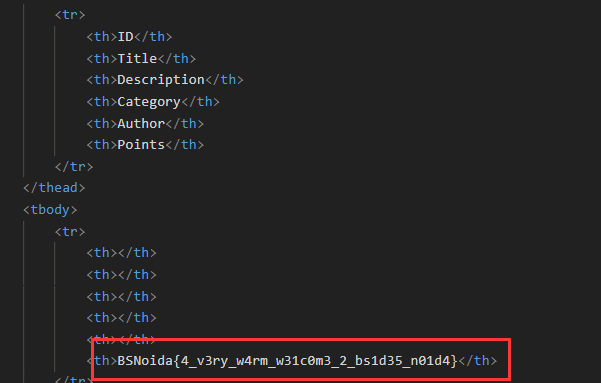 <tr>
<th>ID</th>
<th>Title</th>
<th>Description</th>
<th>Category</th>
<th>Author</th>
<th>Points</th>
</tr>
</thead>
<tbody>
<tr>
<th></th>
<th></th>
<th></th>
<th></th>
<th></th>
<th>BSNoida{4_v3ry_w4rm_w31c0m3_2_bs1d35_n01d4}</th>
</tr>